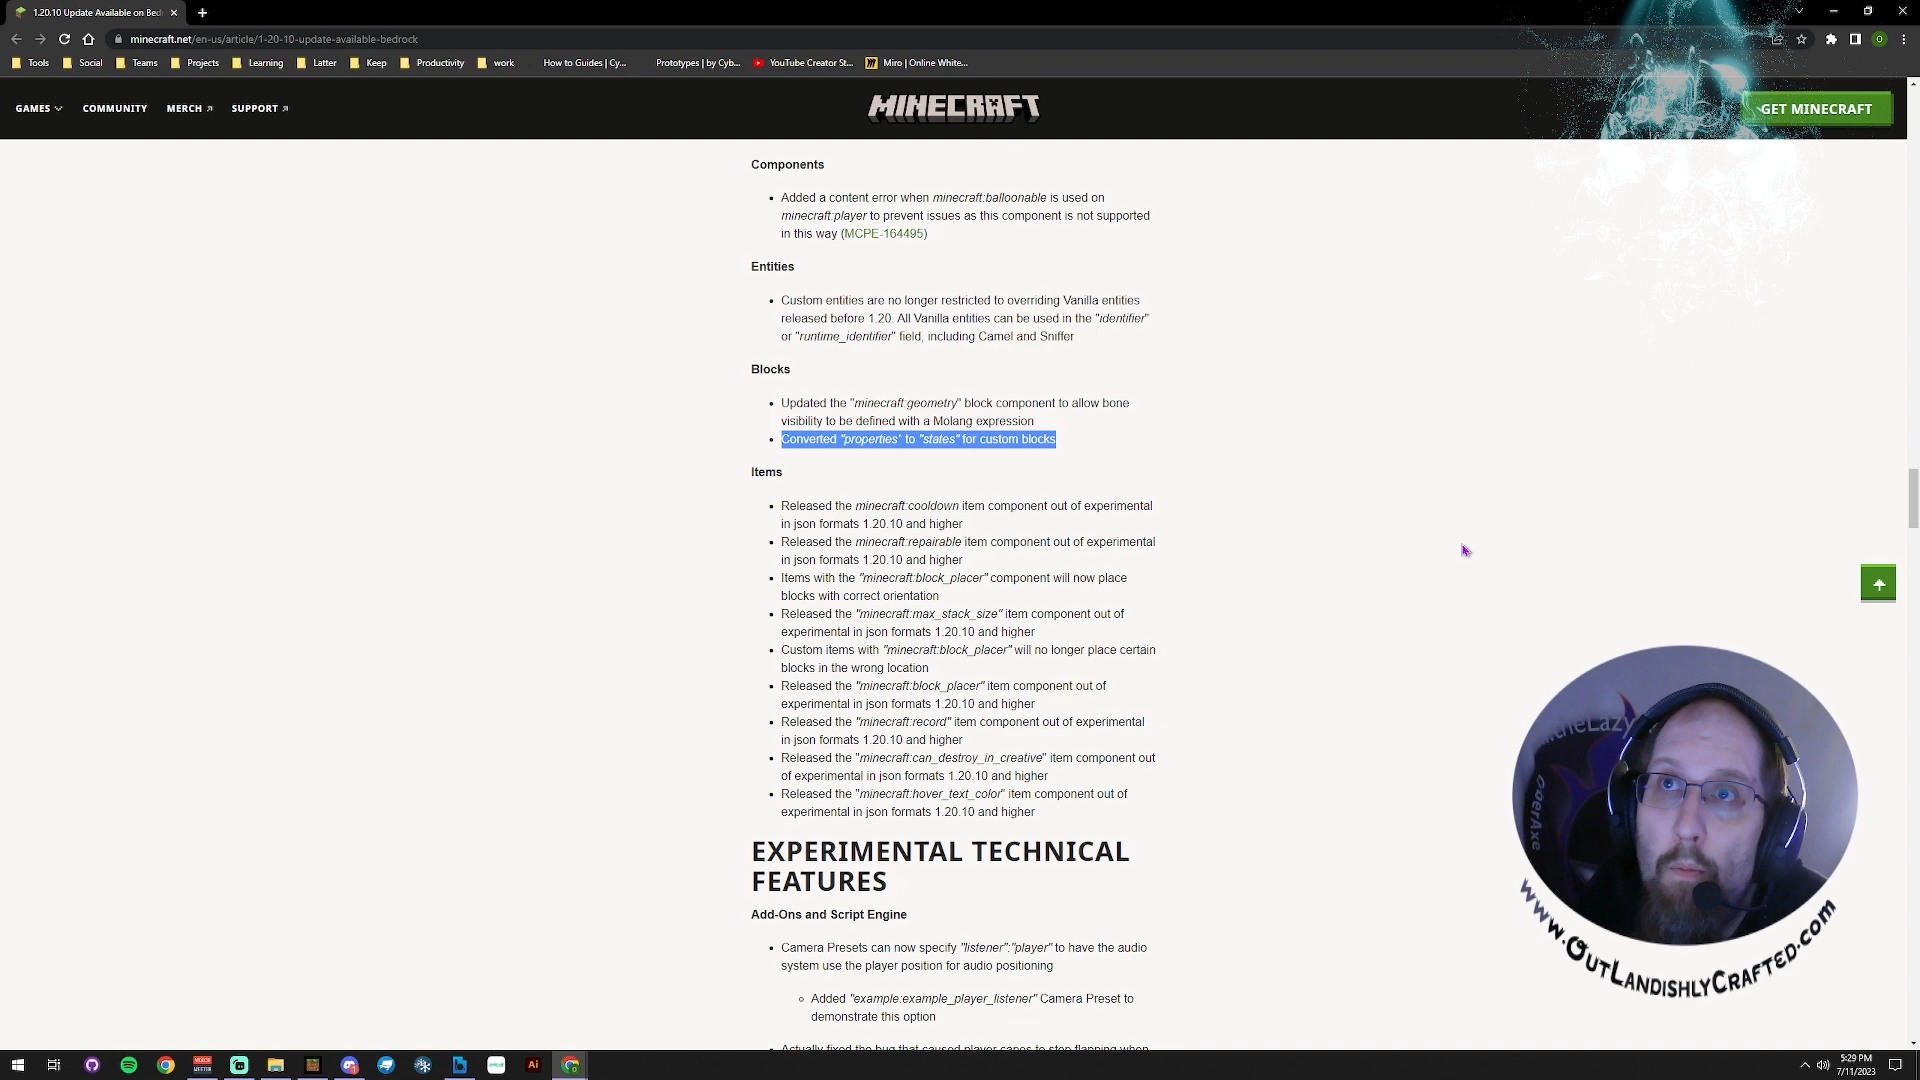 1.20.10 Update Available on Bed
minecraft.net/en-us/article/1-20-10-update-available-bedrock
Tools Social Teams Projects Learning Latter Keep Productivity work How to Guides | Cy... Prototypes | by Cyb... YouTube Creator St... Miro | Online White...
GAMES COMMUNITY MERCH SUPPORT MINECRAFT GET MINECRAFT
Components
Added a content error when minecraft:balloonable is used on
minecraft:player to prevent issues as this component is not supported
in this way (MCPE-164495)
Entities
Custom entities are no longer restricted to overriding Vanilla entities
released before 1.20. All Vanilla entities can be used in the "identifier"
or "runtime_identifier" field, including Camel and Sniffer
Blocks
Updated the "minecraft:geometry" block component to allow bone
visibility to be defined with a Molang expression
Converted "properties" to "states" for custom blocks
Items
Released the minecraft:cooldown item component out of experimental
in json formats 1.20.10 and higher
Released the minecraft:repairable item component out of experimental
in json formats 1.20.10 and higher
Items with the "minecraft:block_placer" component will now place
blocks with correct orientation
Released the "minecraft:max_stack_size" item component out of
experimental in json formats 1.20.10 and higher
Custom items with "minecraft:block_placer" will no longer place certain
blocks in the wrong location
Released the "minecraft:block_placer" item component out of
experimental in json formats 1.20.10 and higher
Released the "minecraft:record" item component out of experimental
in json formats 1.20.10 and higher
Released the "minecraft:can_destroy_in_creative" item component out
of experimental in json formats 1.20.10 and higher
Released the "minecraft:hover_text_color" item component out of
experimental in json formats 1.20.10 and higher
EXPERIMENTAL TECHNICAL
FEATURES
Add-Ons and Script Engine
Camera Presets can now specify "listener":"player" to have the audio
system use the player position for audio positioning
Added "example:example_player_listener" Camera Preset to
demonstrate this option
Actually fixed the bug that caused player capes to stop flapping when
www.OutLandishlyCrafted.com
Ai
5:29 PM
7/11/2023